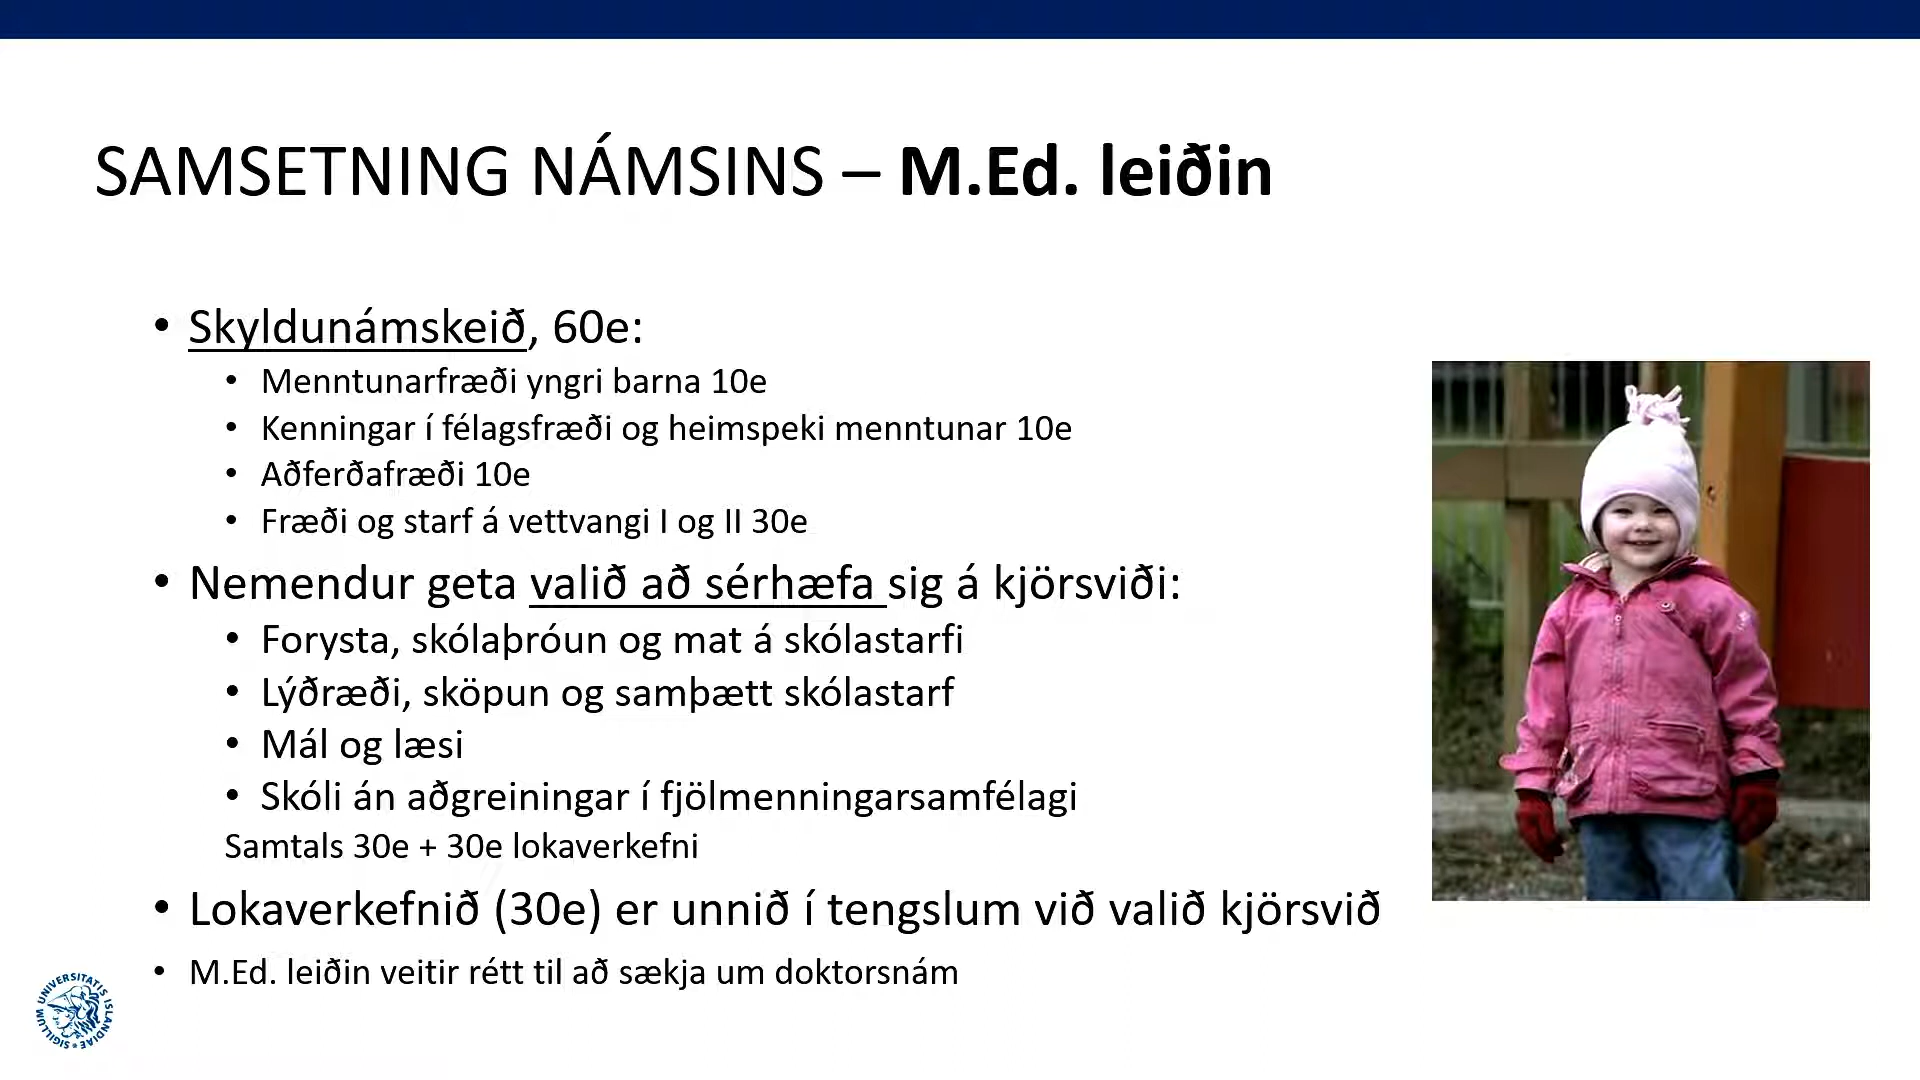 SAMSETNING NÁMSINS – M.Ed. leiðin
• Skyldunámskeið, 60e:
• Menntunarfræði yngri barna 10e
• Kenningar í félagsfræði og heimspeki menntunar 10e
• Aðferðafræði 10e
• Fræði og starf á vettvangi I og II 30e
• Nemendur geta valið að sérhæfa sig á kjörsviði:
• Forysta, skólaþróun og mat á skólastarfi
• Lýðræði, sköpun og samþætt skólastarf
• Mál og læsi
• Skóli án aðgreiningar í fjölmenningarsamfélagi
Samtals 30e + 30e lokaverkefni
• Lokaverkefnið (30e) er unnið í tengslum við valið kjörsvið
• M.Ed. leiðin veitir rétt til að sækja um doktorsnám
SIGILLUM UNIVERSITATIS ISLANDIAE